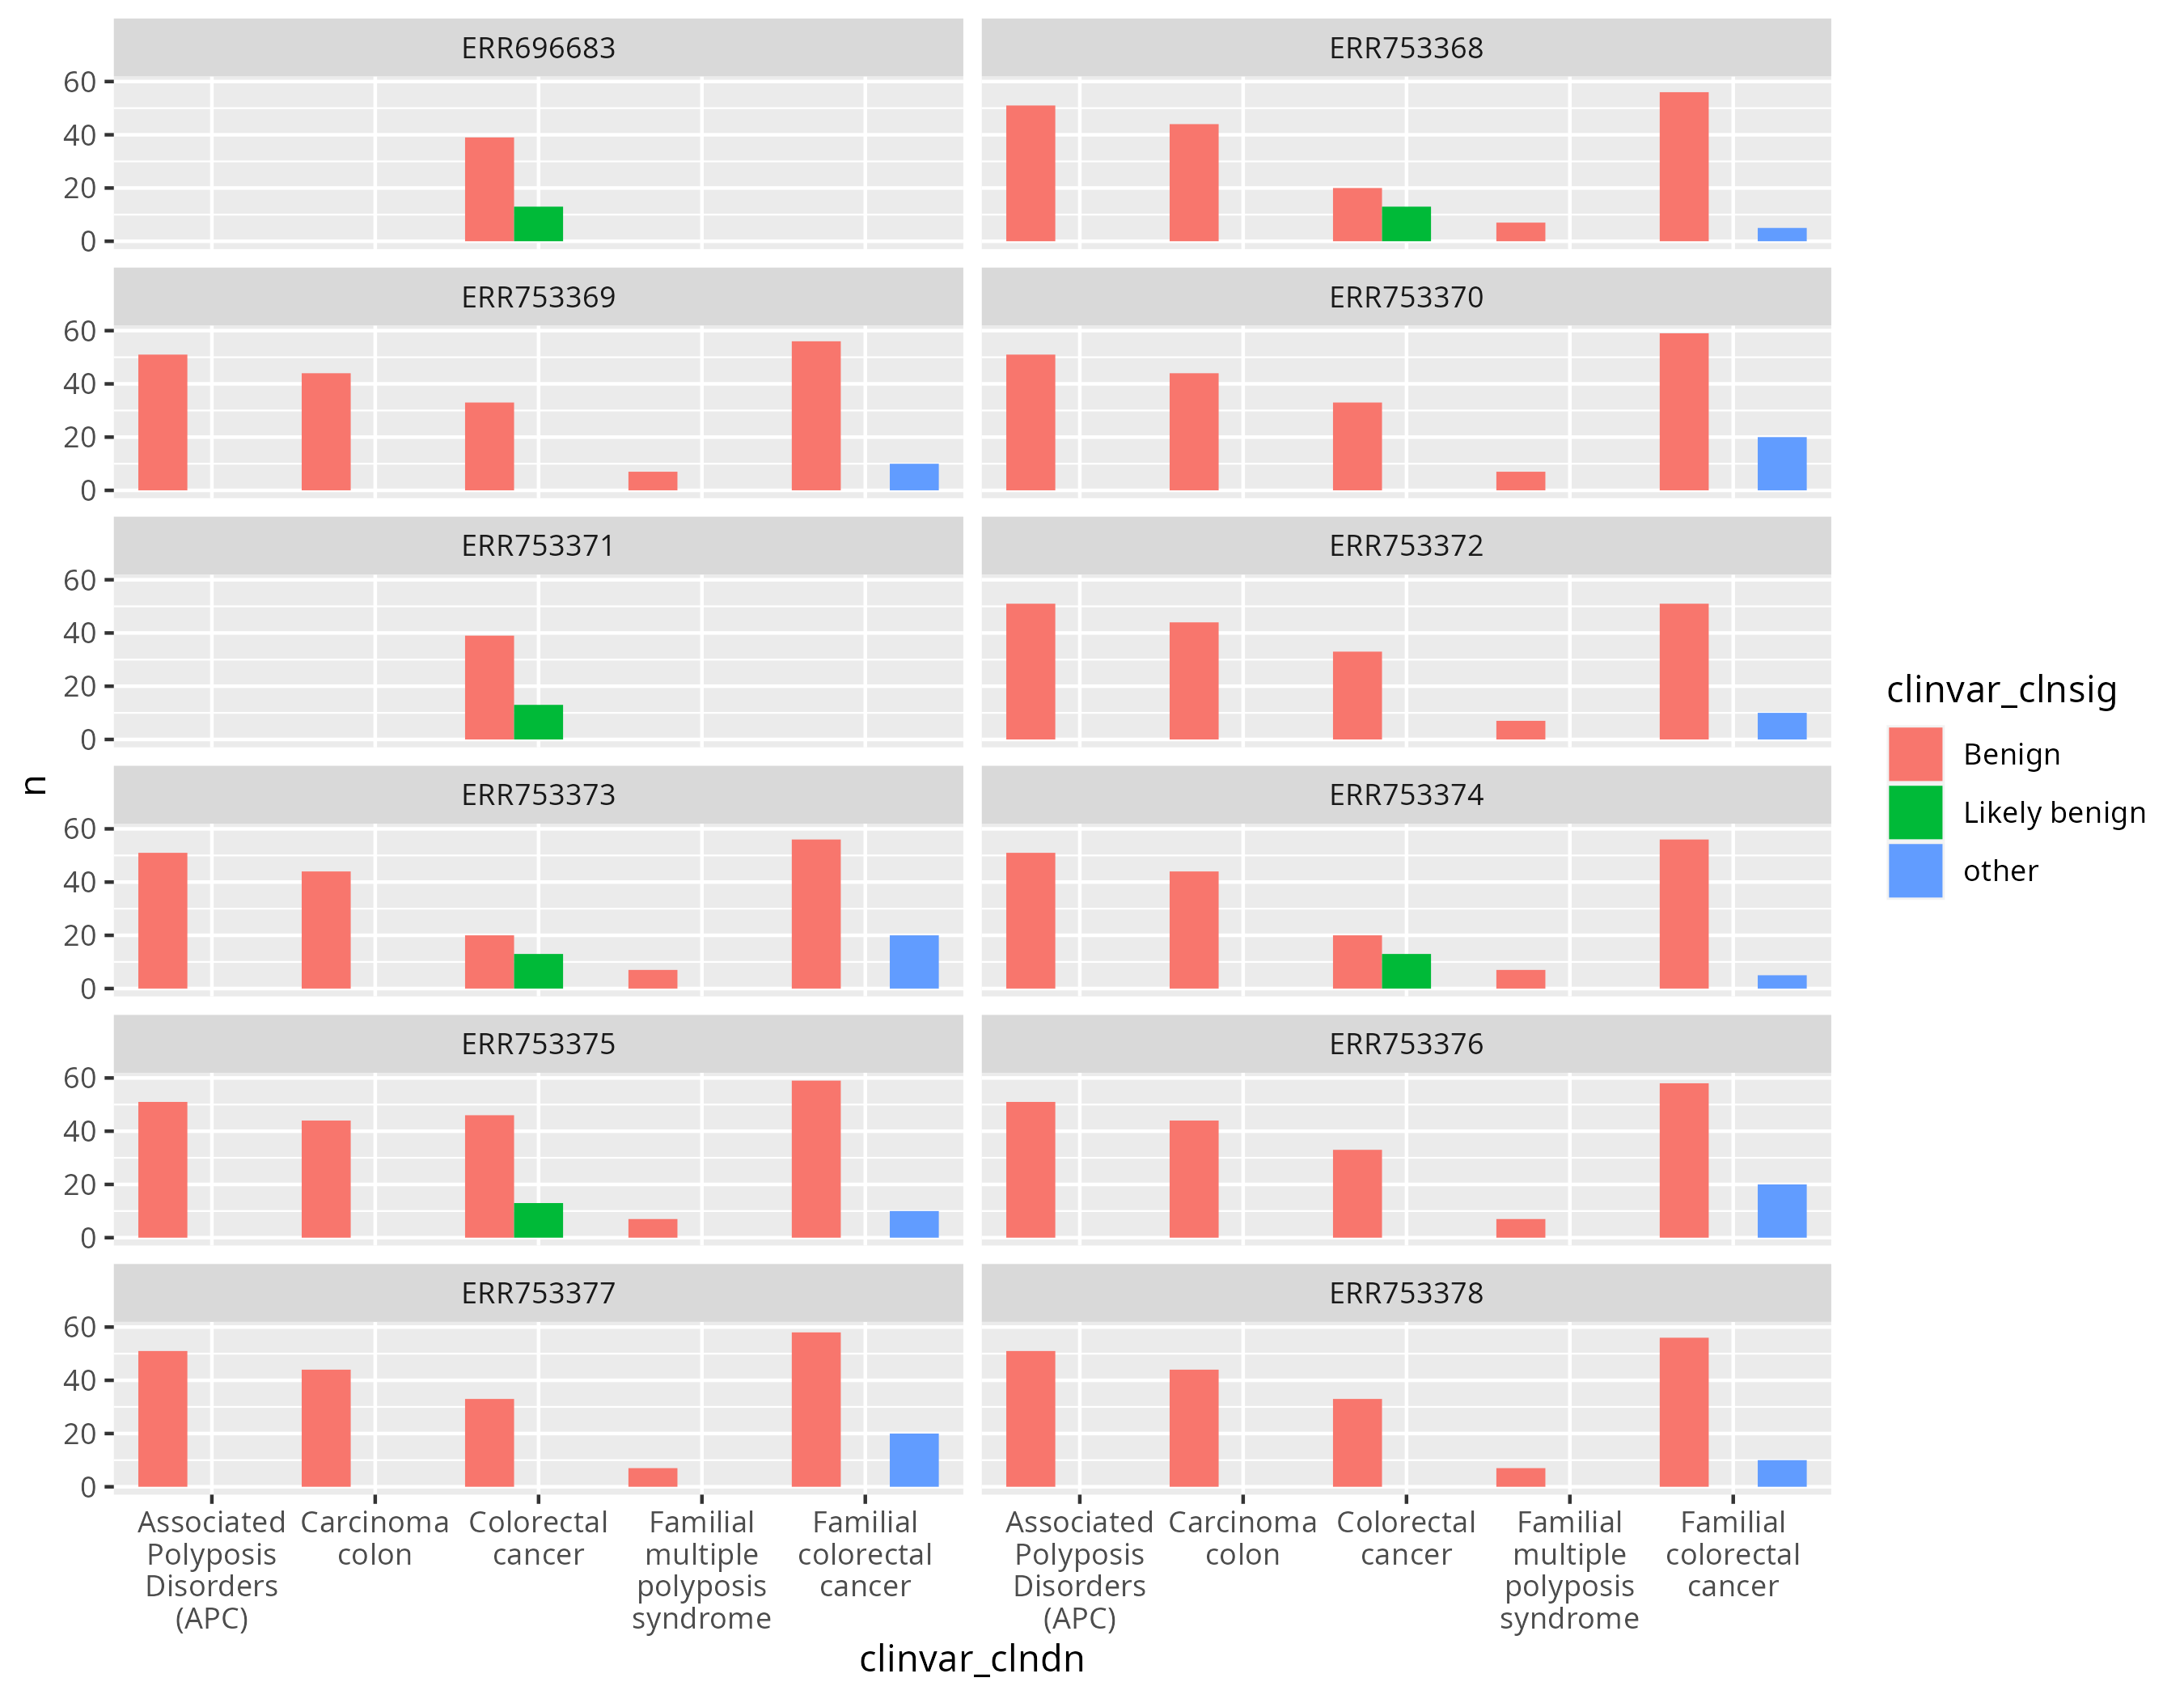 ERR696683
ERR753368
60
40
20
0
ERR753369
ERR753370
60
40
20
0
ERR753371
ERR753372
60
40
20
0
ERR753373
ERR753374
60
40
20
0
ERR753375
ERR753376
60
40
20
0
ERR753377
ERR753378
60
40
20
0
Associated
Polyposis
Disorders
(APC)
Carcinoma
colon
Colorectal
cancer
Familial
multiple
polyposis
syndrome
Familial
colorectal
cancer
Associated
Polyposis
Disorders
(APC)
Carcinoma
colon
Colorectal
cancer
Familial
multiple
polyposis
syndrome
Familial
colorectal
cancer
clinvar_clndn
n
clinvar_clnsig
Benign
Likely benign
other